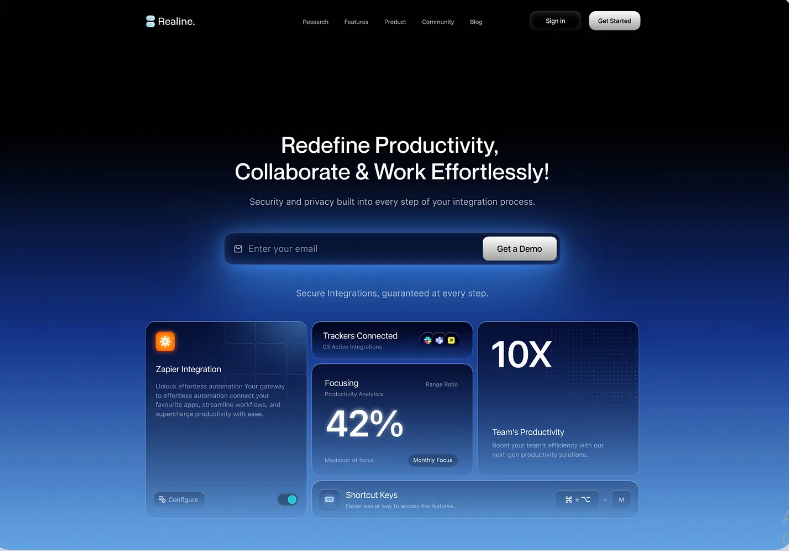 Realine.
Research Features Product Community Blog
Sign in
Get Started
Redefine Productivity,
Collaborate & Work Effortlessly!
Security and privacy built into every step of your integration process.
Enter your email
Get a Demo
Secure Integrations, guaranteed at every step.
Zapier Integration
Unlock effortless automation Your gateway
to effortless automation connect your
favourite apps, streamline workflows, and
supercharge productivity with ease.
Configure
Trackers Connected
03 Active Integrations
Focusing
Range Ratio
Productivity Analytics
42%
Maximum of focus
Monthly Focus
10X
Team's Productivity
Boost your team's efficiency with our
next-gen productivity solutions.
Shortcut Keys
Faster easier way to access the features.
⌘ + ⌥ + M